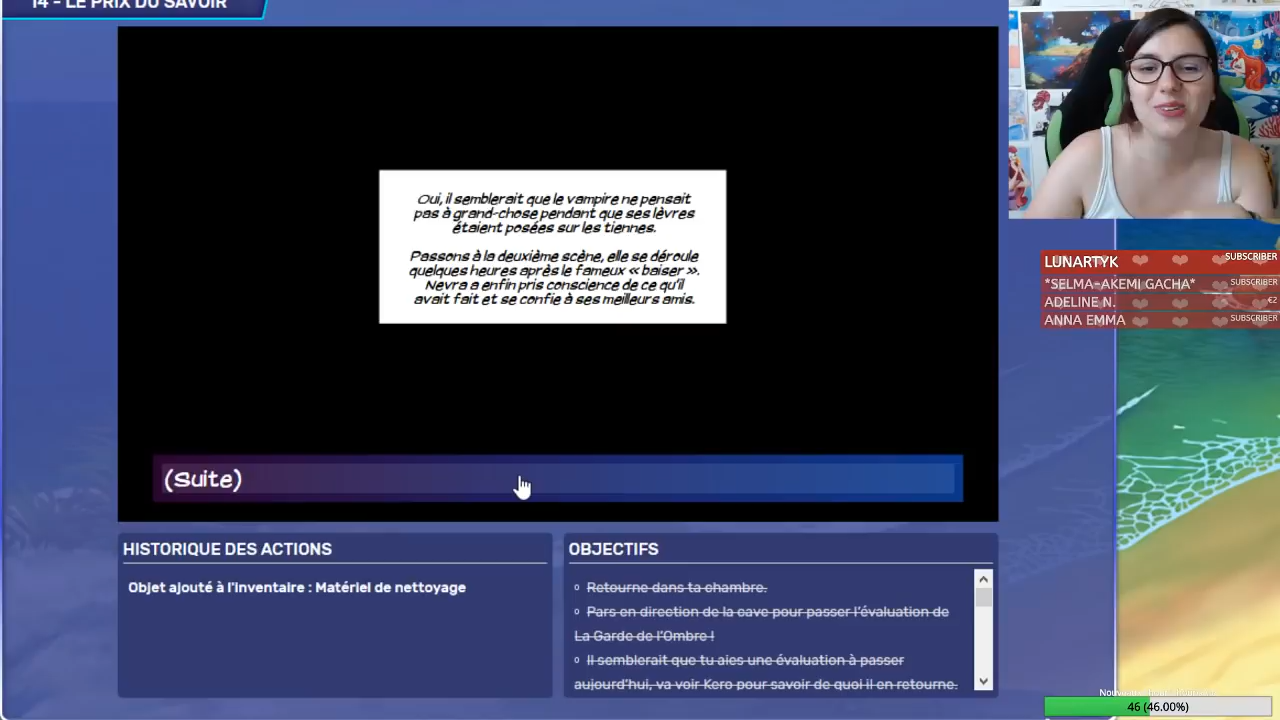 14 - LE PRIX DU SAVOIR
Oui, il semblerait que le vampire ne pensait
pas à grand-chose pendant que ses lèvres
étaient posées sur les tiennes.
Passons à la deuxième scène, elle se déroule
quelques heures après le fameux « baiser ».
Nevra a enfin pris conscience de ce qu'il
avait fait et se confie à ses meilleurs amis.
(Suite)
HISTORIQUE DES ACTIONS
Objet ajouté à l'inventaire : Matériel de nettoyage
OBJECTIFS
Retourne dans ta chambre.
Pars en direction de la cave pour passer l'évaluation de
La Garde de l'Ombre !
Il semblerait que tu aies une évaluation à passer
aujourd'hui, va voir Kero pour savoir de quoi il en retourne.
LUNARTYK SUBSCRIBER
*SELMA-AKEMI GACHA* SUBSCRIBER
ADELINE N. €2
ANNA EMMA SUBSCRIBER
46 (46.00%)